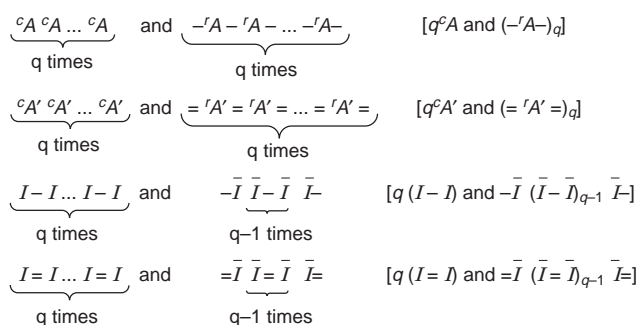 ᶜA ᶜA ... ᶜA and –ʳA – ʳA – ... –ʳA– [qᶜA and (–ʳA–)q]
q times q times
ᶜA′ ᶜA′ ... ᶜA′ and = ʳA′ = ʳA′ = ... = ʳA′ = [qᶜA′ and (= ʳA′ =)q]
q times q times
I – I ... I – I and –Ī Ī – Ī Ī– [q (I – I) and –Ī (Ī – Ī)q–1 Ī–]
q times q–1 times
I = I ... I = I and =Ī Ī = Ī Ī= [q (I = I) and =Ī (Ī = Ī)q–1 Ī=]
q times q–1 times